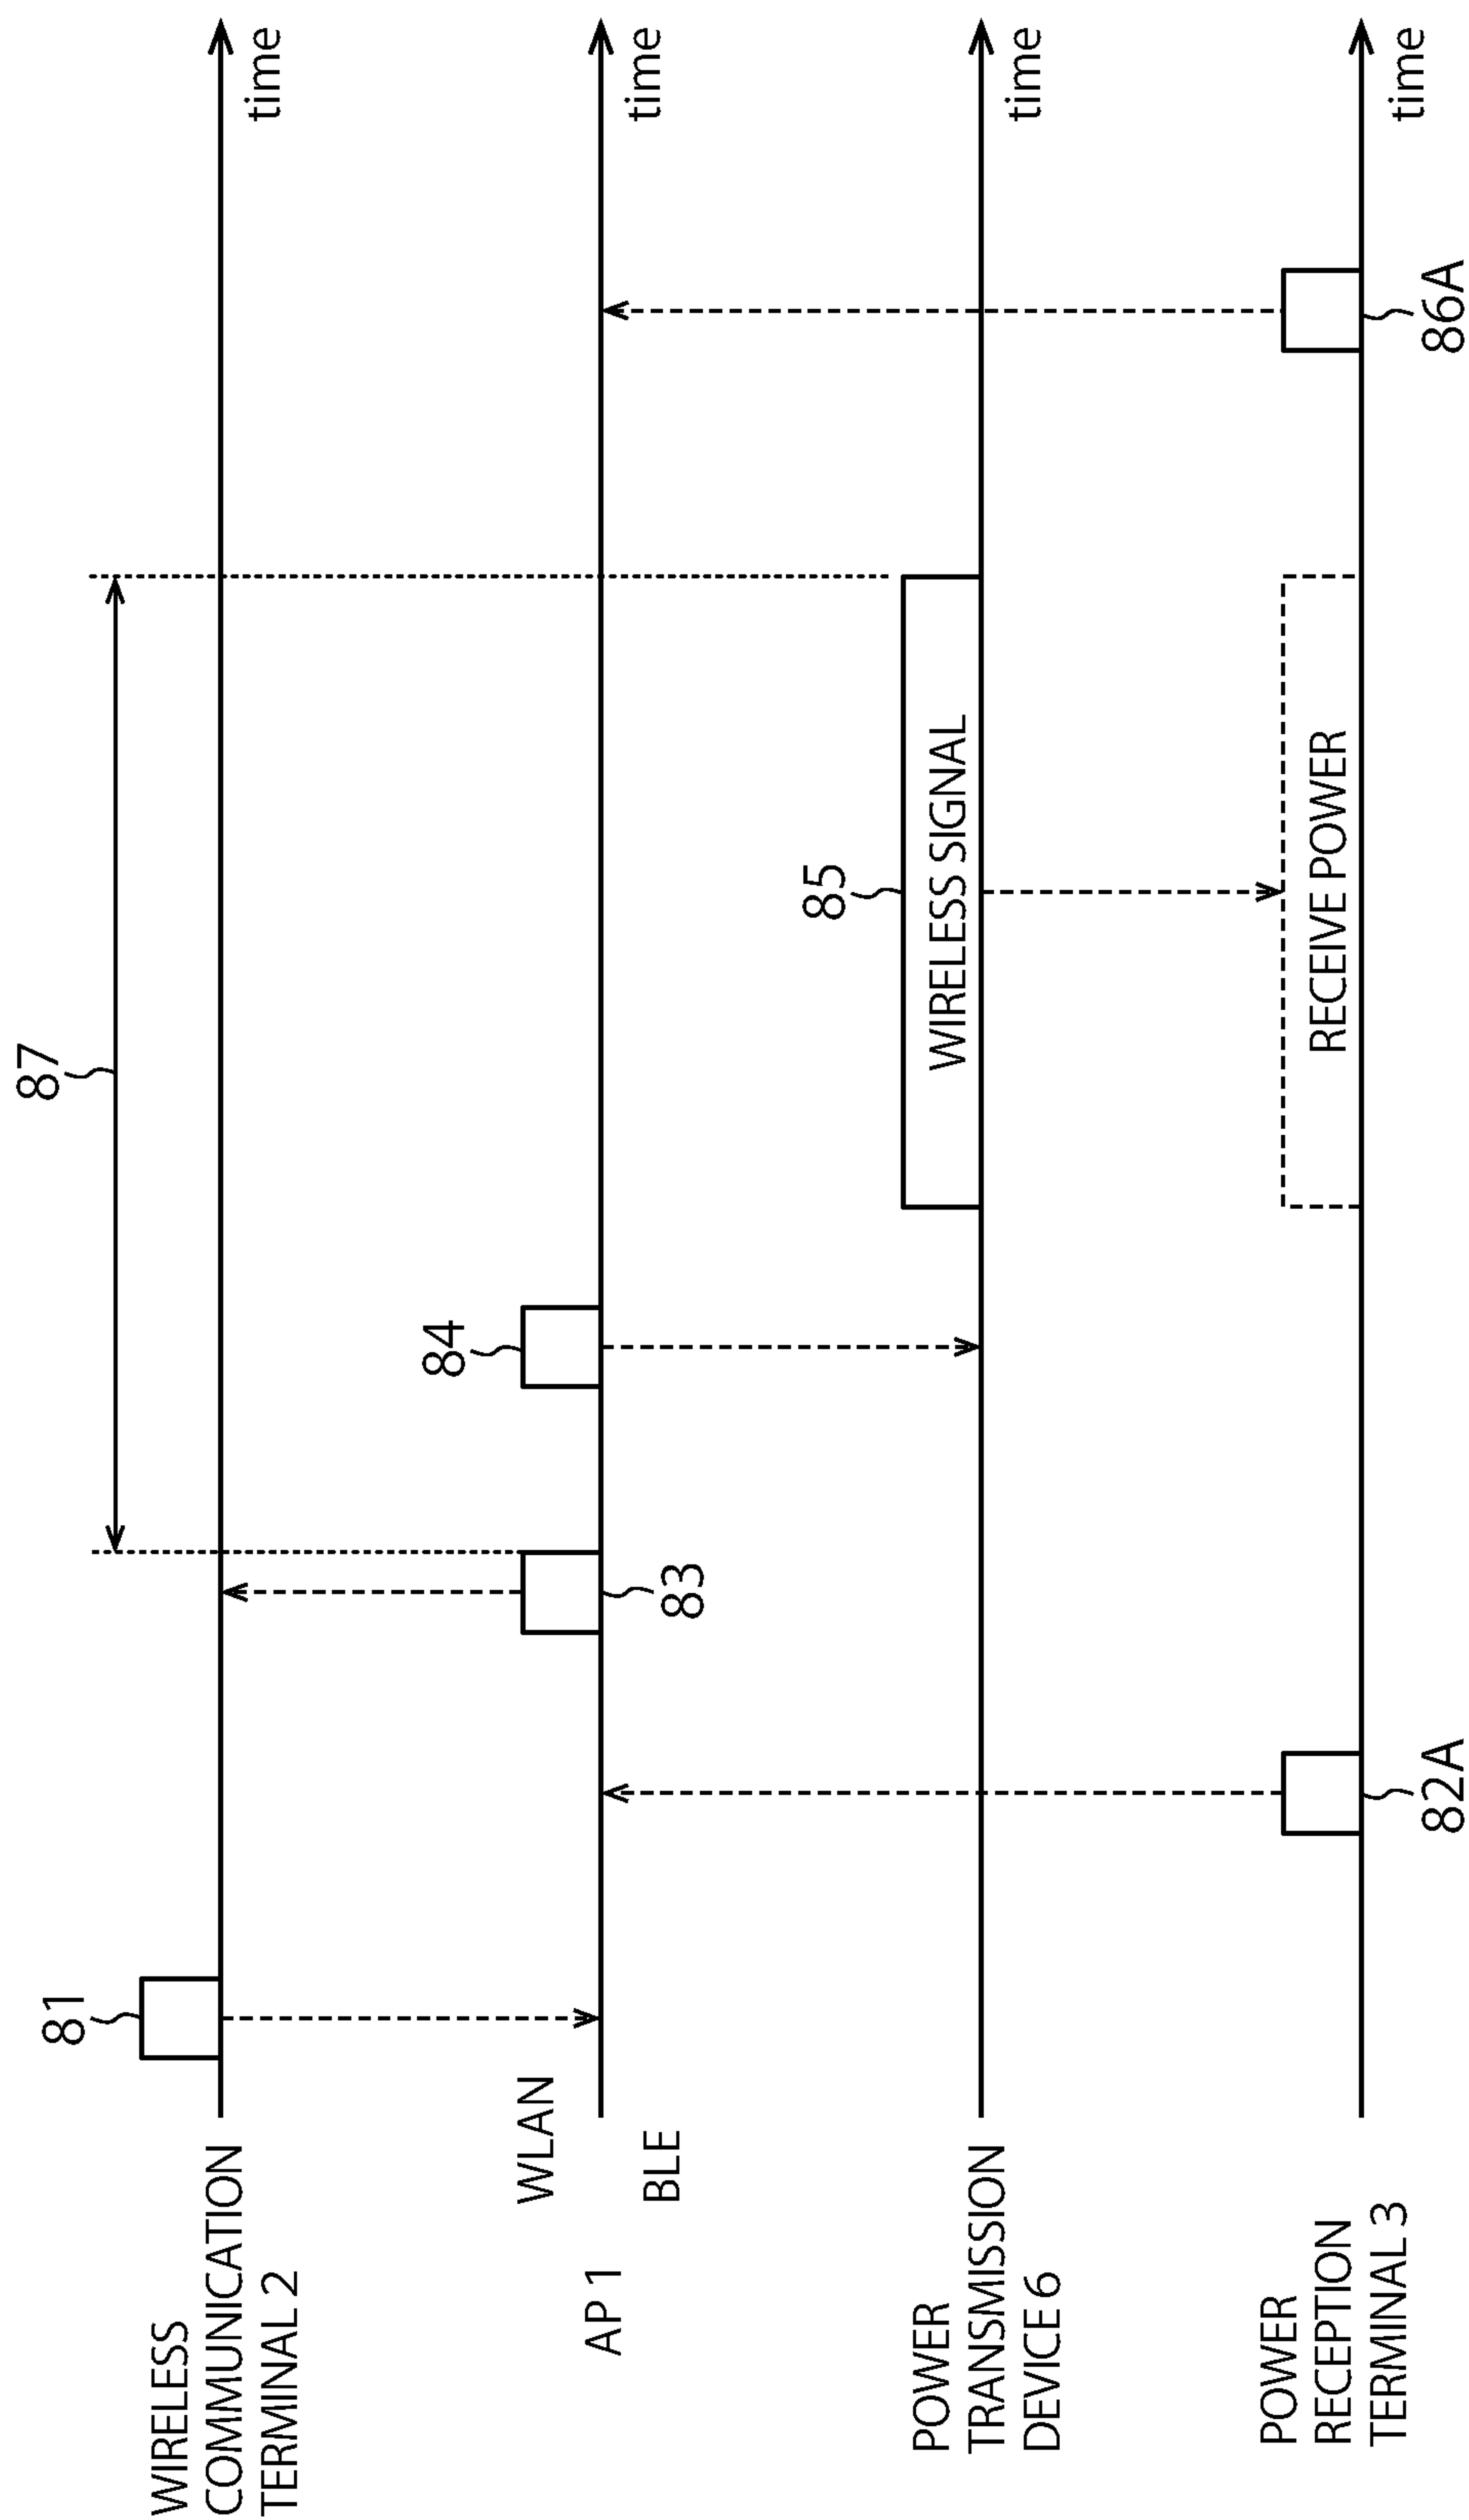 87
81
WIRELESS
COMMUNICATION
TERMINAL 2
time
84
WLAN
AP 1
BLE
83
time
85
WIRELESS SIGNAL
POWER
TRANSMISSION
DEVICE 6
time
RECEIVE POWER
POWER
RECEPTION
TERMINAL 3
82A
86A
time